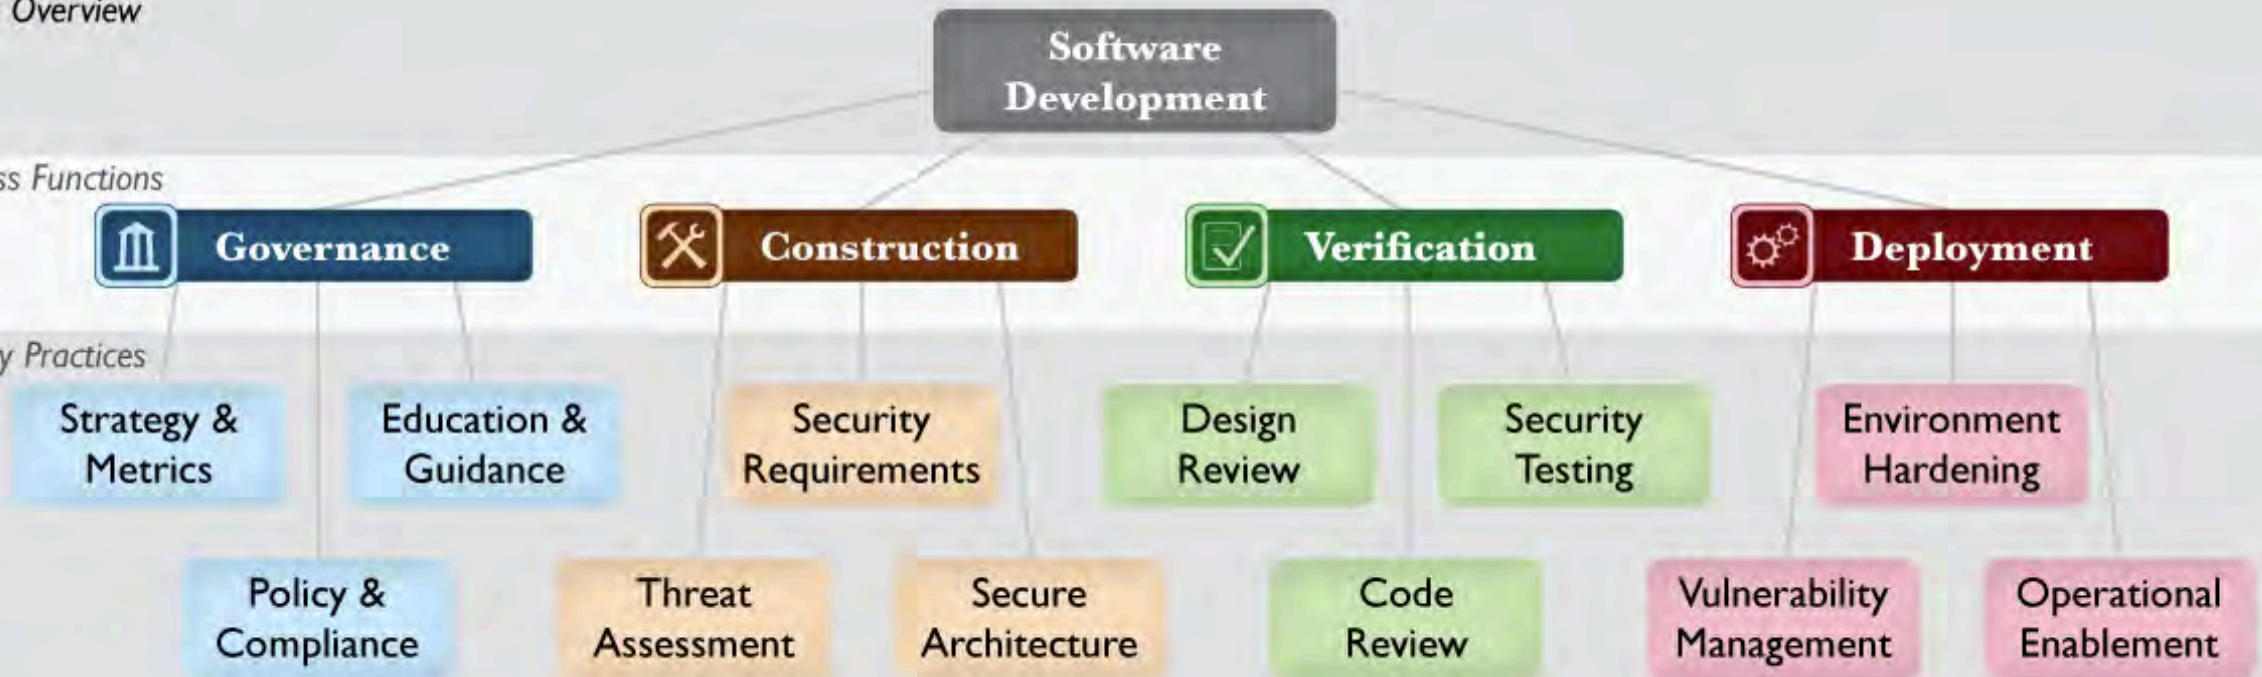 Overview
Software
Development
ss Functions
Governance
Construction
Verification
Deployment
y Practices
Strategy &
Metrics
Education &
Guidance
Security
Requirements
Design
Review
Security
Testing
Environment
Hardening
Policy &
Compliance
Threat
Assessment
Secure
Architecture
Code
Review
Vulnerability
Management
Operational
Enablement